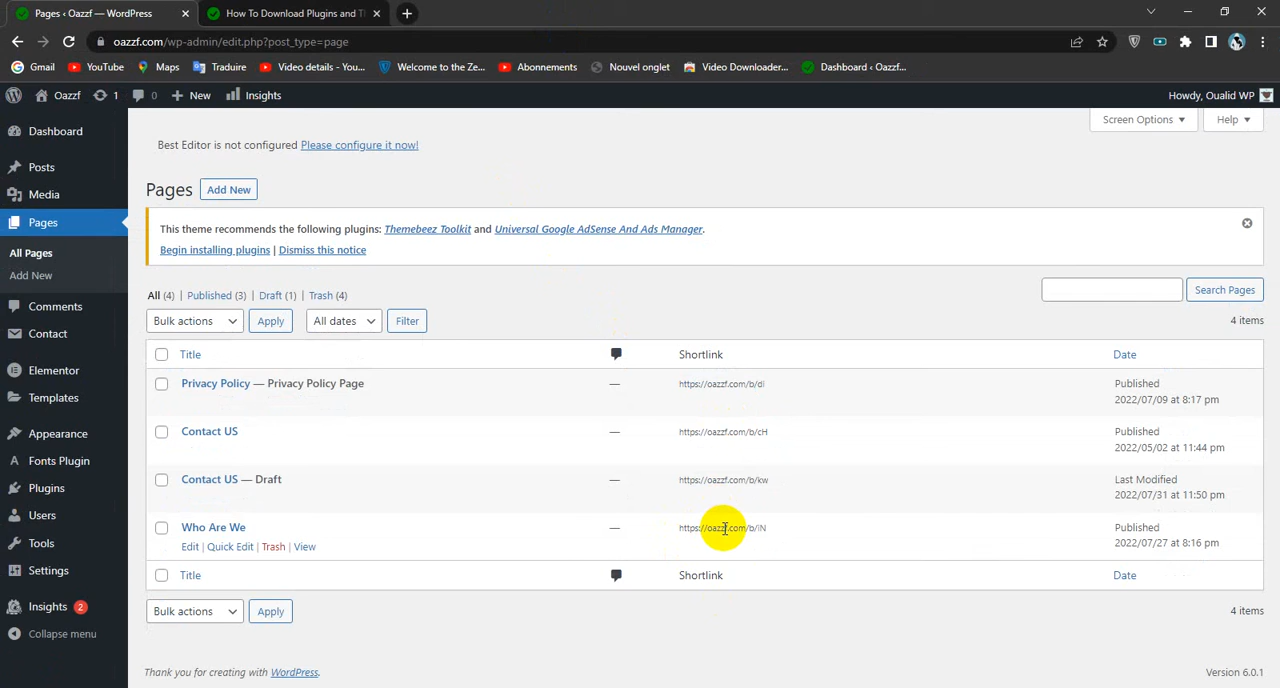 Pages ‹ Oazzf — WordPress
How To Download Plugins and T
oazzf.com/wp-admin/edit.php?post_type=page
Gmail YouTube Maps Traduire Video details - You... Welcome to the Ze... Abonnements Nouvel onglet Video Downloader... Dashboard ‹ Oazzf...
Oazzf 1 0 New Insights Howdy, Oualid WP
Screen Options Help
Dashboard
Posts
Media
Pages
All Pages
Add New
Comments
Contact
Elementor
Templates
Appearance
Fonts Plugin
Plugins
Users
Tools
Settings
Insights 2
Collapse menu
Best Editor is not configured Please configure it now!
Pages Add New
This theme recommends the following plugins: Themebeez Toolkit and Universal Google AdSense And Ads Manager.
Begin installing plugins | Dismiss this notice
All (4) | Published (3) | Draft (1) | Trash (4)
Search Pages
Bulk actions Apply All dates Filter 4 items
Title Shortlink Date
Privacy Policy — Privacy Policy Page — https://oazzf.com/b/di Published
2022/07/09 at 8:17 pm
Contact US — https://oazzf.com/b/cH Published
2022/05/02 at 11:44 pm
Contact US — Draft — https://oazzf.com/b/kw Last Modified
2022/07/31 at 11:50 pm
Who Are We — https://oazzf.com/b/iN Published
Edit | Quick Edit | Trash | View 2022/07/27 at 8:16 pm
Title Shortlink Date
Bulk actions Apply 4 items
Thank you for creating with WordPress. Version 6.0.1